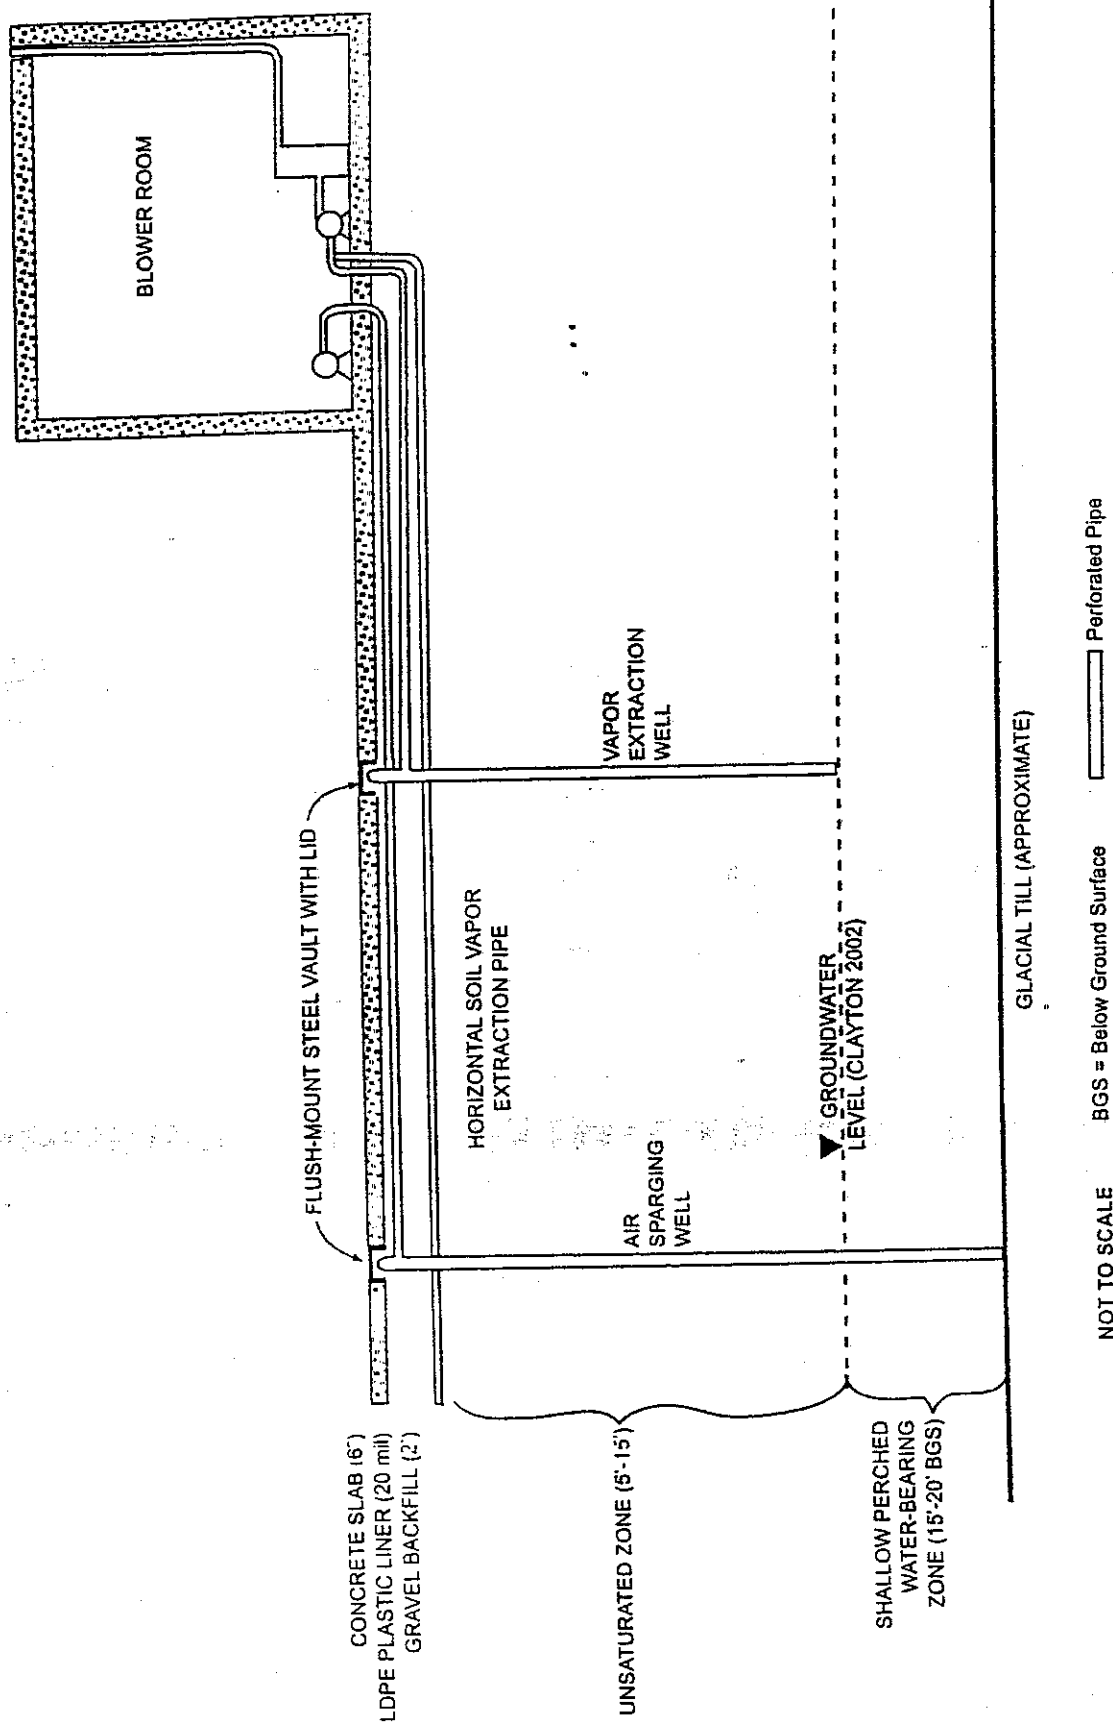 BLOWER ROOM
FLUSH-MOUNT STEEL VAULT WITH LID
CONCRETE SLAB (6")
LDPE PLASTIC LINER (20 mil)
GRAVEL BACKFILL (2')
HORIZONTAL SOIL VAPOR
EXTRACTION PIPE
VAPOR
EXTRACTION
WELL
AIR
SPARGING
WELL
UNSATURATED ZONE (5'-15')
GROUNDWATER
LEVEL (CLAYTON 2002)
SHALLOW PERCHED
WATER-BEARING
ZONE (15'-20' BGS)
GLACIAL TILL (APPROXIMATE)
NOT TO SCALE
BGS = Below Ground Surface
Perforated Pipe